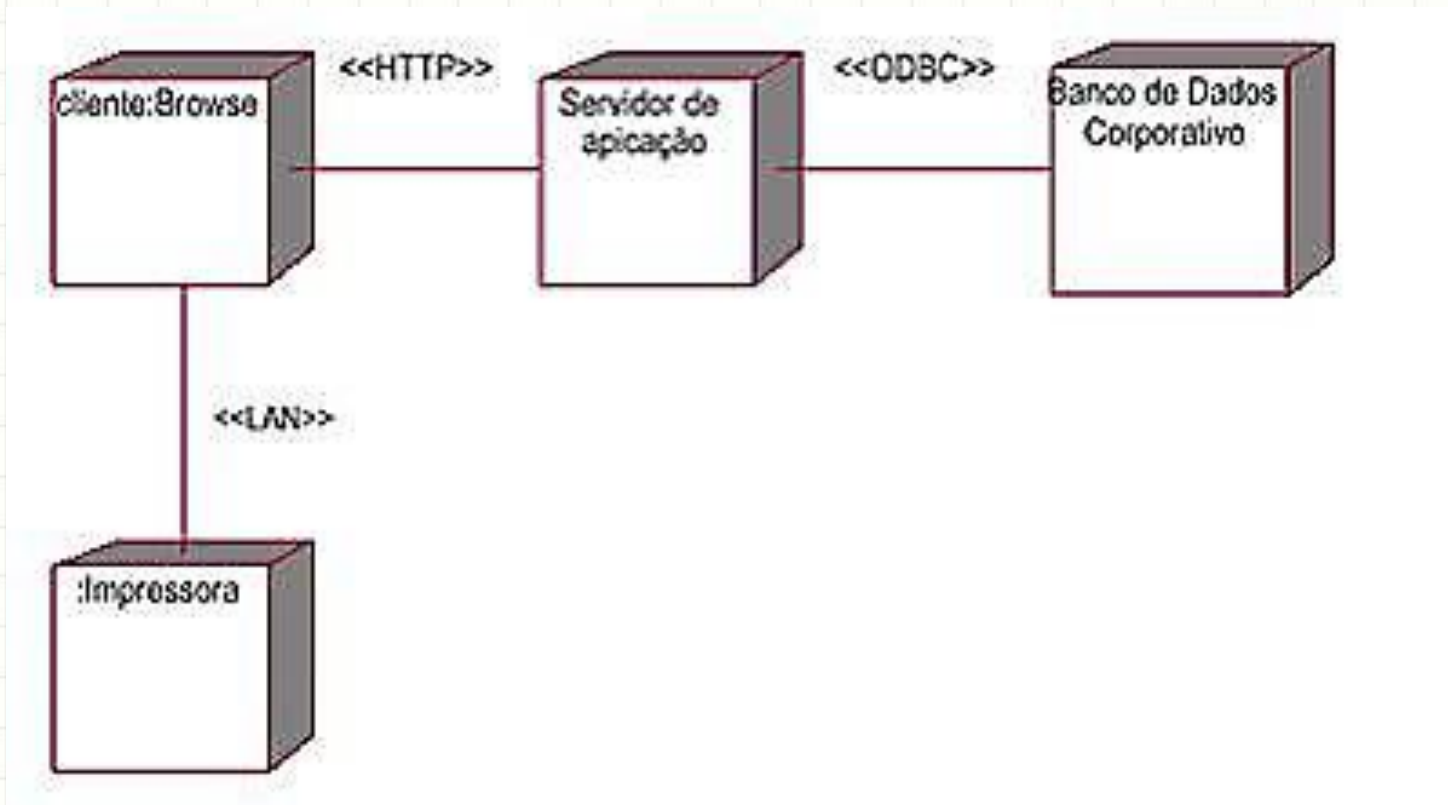 cliente:Browse
<<HTTP>>
Servidor de
apicação
<<ODBC>>
Banco de Dados
Corporativo
<<LAN>>
:Impressora